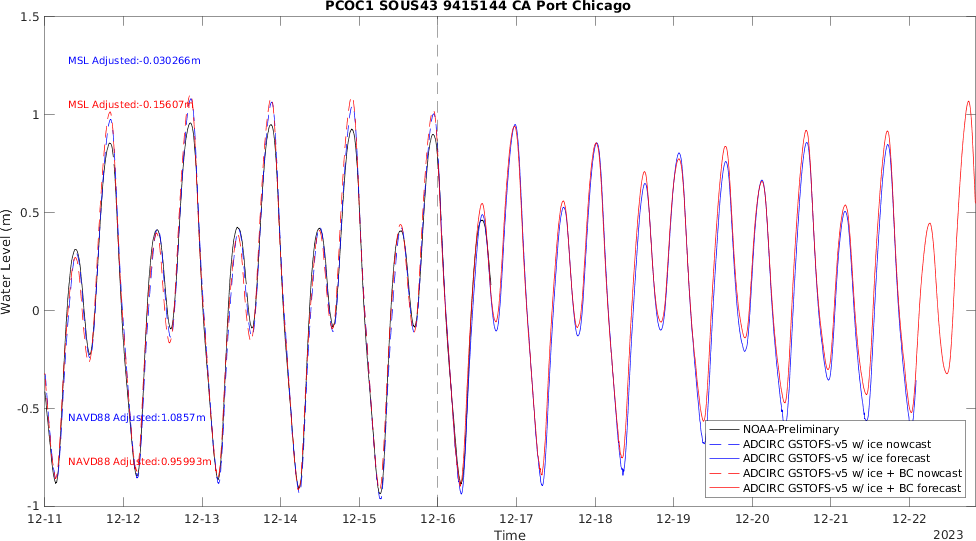 PCOC1 SOUS43 9415144 CA Port Chicago
1.5
MSL Adjusted:-0.030266m
MSL Adjusted:-0.15607m
1
0.5
Water Level (m)
0
-0.5
NAVD88 Adjusted:1.0857m
NAVD88 Adjusted:0.95993m
NOAA-Preliminary
ADCIRC GSTOFS-v5 w/ ice nowcast
ADCIRC GSTOFS-v5 w/ ice forecast
ADCIRC GSTOFS-v5 w/ ice + BC nowcast
ADCIRC GSTOFS-v5 w/ ice + BC forecast
-1
12-11 12-12 12-13 12-14 12-15 12-16 12-17 12-18 12-19 12-20 12-21 12-22
Time
2023